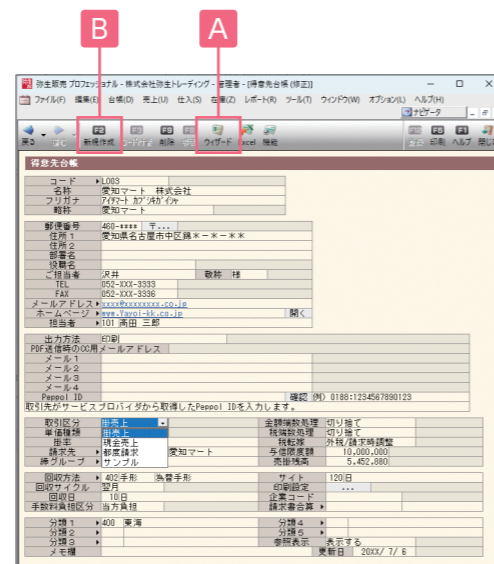 B A
弥生販売 プロフェッショナル - 株式会社弥生トレーディング - 管理者 - [得意先台帳 (修正)]
ファイル(F) 編集(E) 台帳(D) 売上(U) 仕入(S) 在庫(Z) レポート(R) ツール(T) ウィンドウ(W) オプション(L) ヘルプ(H)
ナビゲータ
F2 F9 F8 F1
戻る 新規作成 削除 ウィザード Excel 機能 印刷 ヘルプ 閉じ
得意先台帳
コード L003
名称 愛知マート 株式会社
フリガナ アイチマート カブシキガイシャ
略称 愛知マート
郵便番号 460-**** 〒...
住所1 愛知県名古屋市中区錦*-*-**
住所2
部署名
役職名
ご担当者 沢井 敬称 様
TEL 052-XXX-3333
FAX 052-XXX-3336
メールアドレス xxxx@xxxxxxxx.co.jp
ホームページ www.Yayoi-kk.co.jp 開く
担当者 101 商田 三郎
出力方法 印刷
PDF送信時のCC用メールアドレス
メール1
メール2
メール3
メール4
Peppol ID 確認 例) 0188:1234567890123
取引先がサービスプロバイダから取得したPeppol IDを入力します。
取引区分 掛売上 金額端数処理 切り捨て
単価種類 掛売上 税端数処理 切り捨て
掛率 現金売上 税転嫁 外税/請求時調整
請求先 都度請求 愛知マート 与信限度額 10,000,000
締グループ サンプル 売掛残高 5,452,880
回収方法 402 手形 為替手形 サイト 120日
回収サイクル 翌月 印刷設定 ...
回収日 10日 企業コード
手数料負担区分 当方負担 請求書合算
分類1 400 東海 分類4
分類2 分類5
分類3 参照表示 表示する
メモ欄 更新日 20XX/ 7/ 6